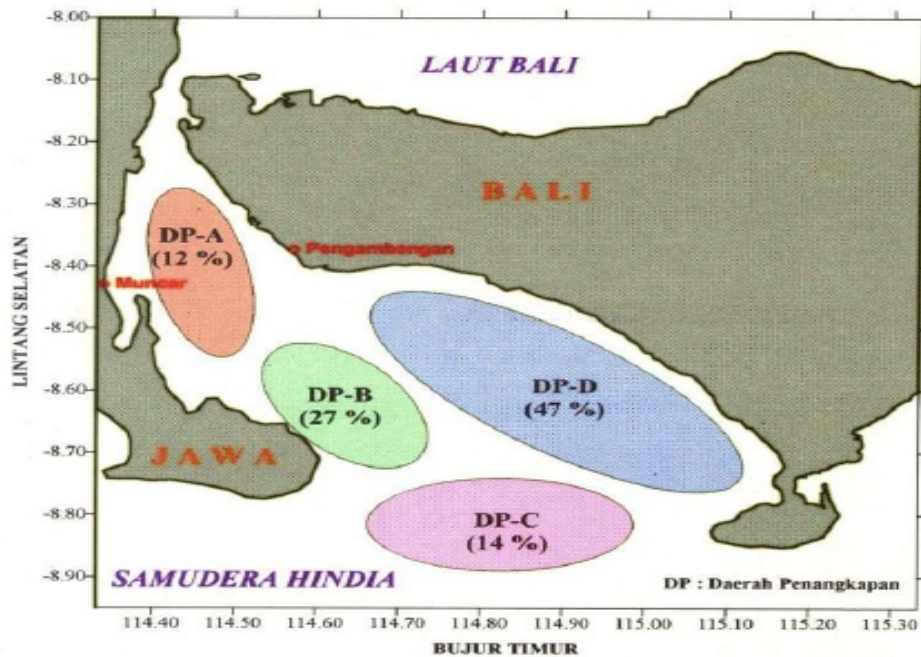 -8.00
-8.10
-8.20
-8.30
-8.40
-8.50
-8.60
-8.70
-8.80
-8.90
LINTANG SELATAN
LAUT BALI
BALI
DP-A
(12 %)
Pengambengan
Muncar
DP-B
(27 %)
DP-D
(47 %)
JAWA
DP-C
(14 %)
SAMUDERA HINDIA
DP : Daerah Penangkapan
114.40 114.50 114.60 114.70 114.80 114.90 115.00 115.10 115.20 115.30
BUJUR TIMUR